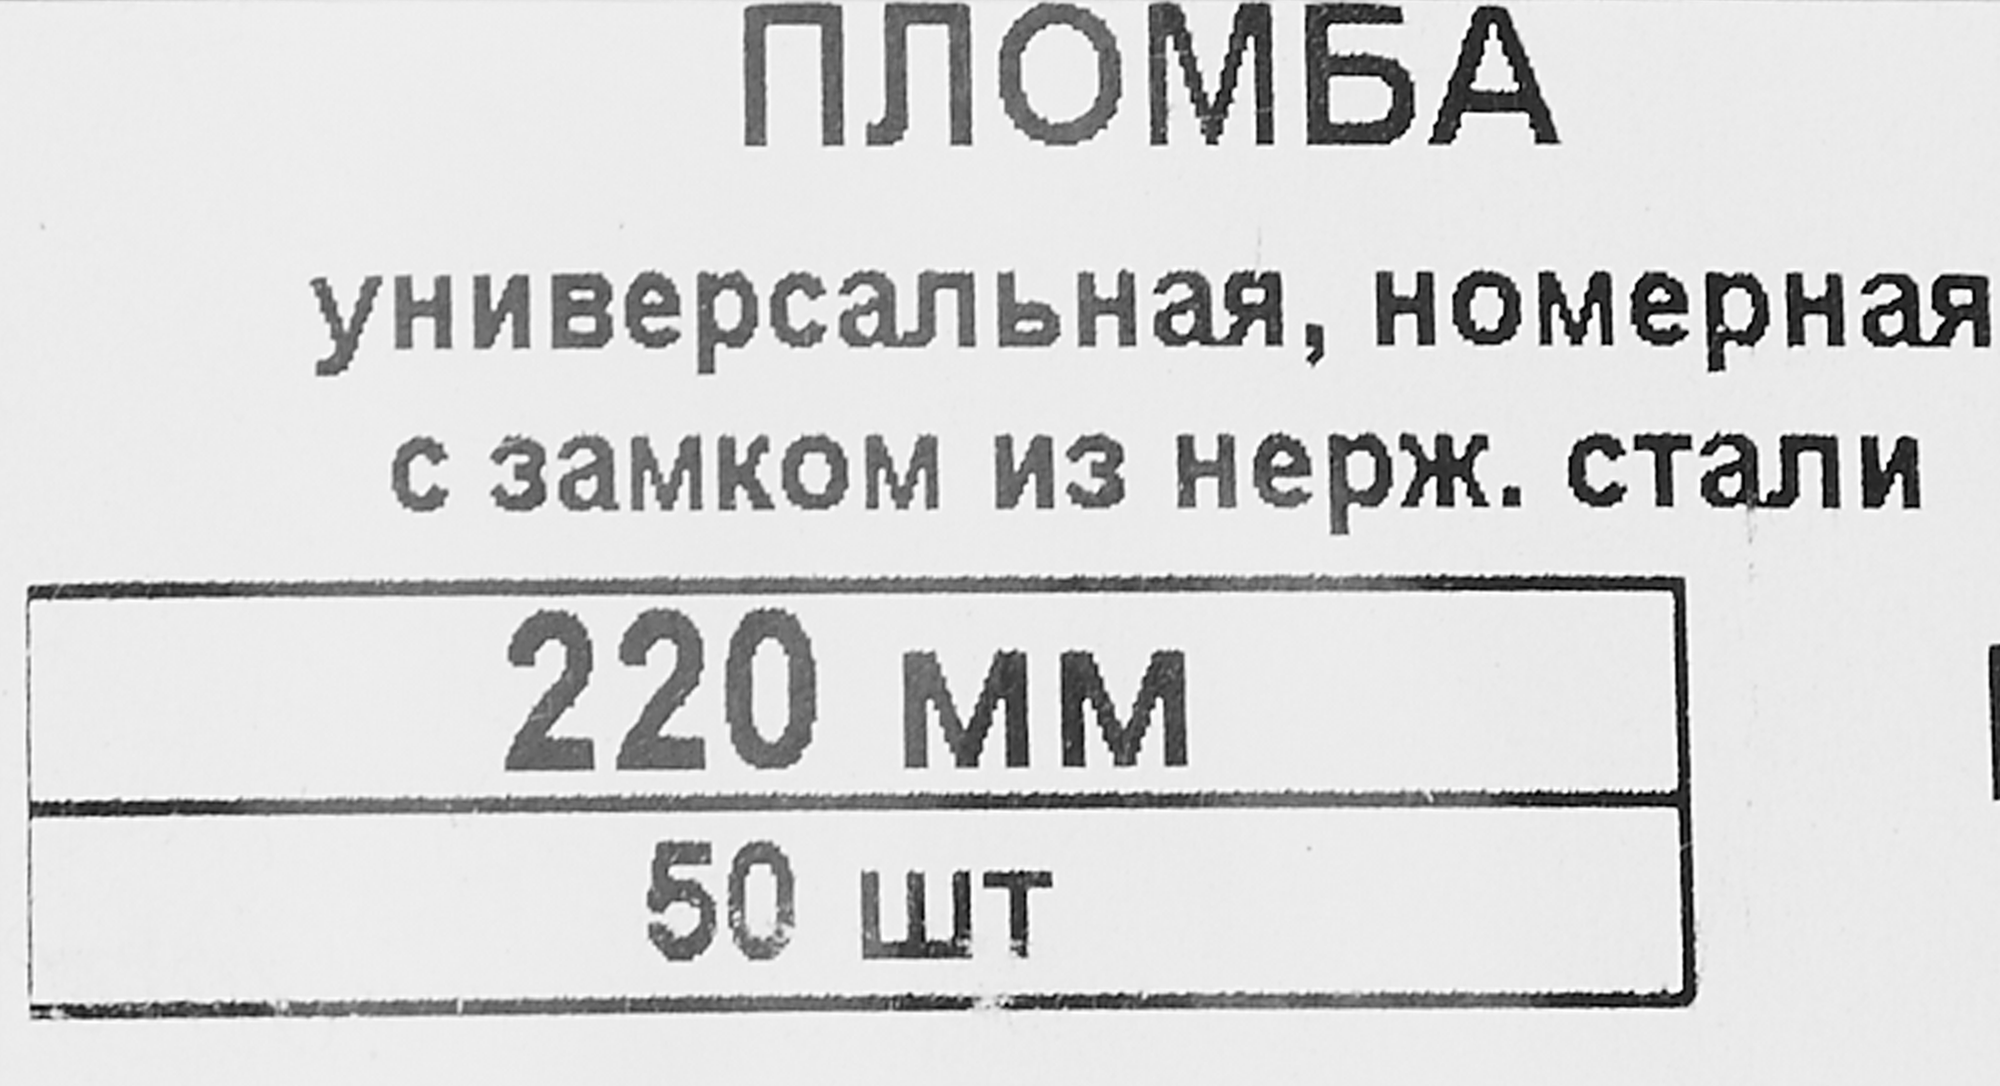 ПЛОМБА
универсальная, номерная
с замком из нерж. стали
220 мм
50 шт